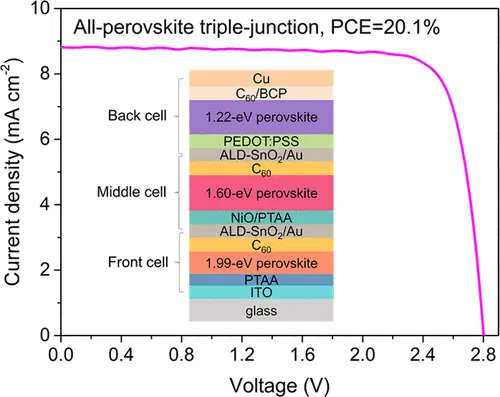 All-perovskite triple-junction, PCE=20.1%
Current density (mA cm-2)
10
8
6
4
2
0
Back cell
Middle cell
Front cell
Cu
C60/BCP
1.22-eV perovskite
PEDOT:PSS
ALD-SnO2/Au
C60
1.60-eV perovskite
NiO/PTAA
ALD-SnO2/Au
C60
1.99-eV perovskite
PTAA
ITO
glass
0.0 0.4 0.8 1.2 1.6 2.0 2.4 2.8
Voltage (V)